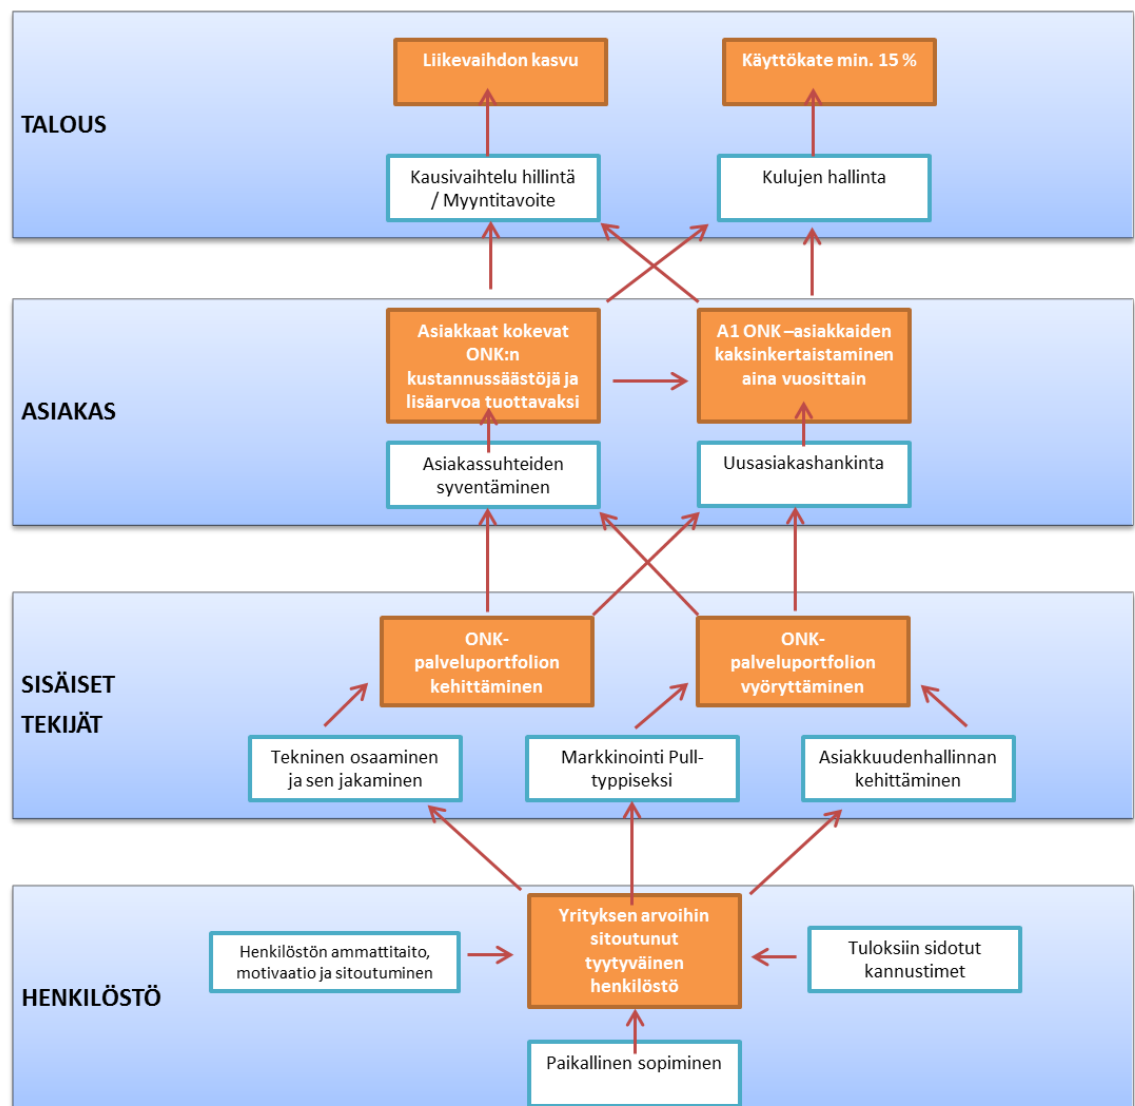 TALOUS
Liikevaihdon kasvu
Käyttökate min. 15 %
Kausivaihtelu hillintä
/ Myyntitavoite
Kulujen hallinta
ASIAKAS
Asiakkaat kokevat
ONK:n
kustannussäästöjä ja
lisäarvoa tuottavaksi
A1 ONK –asiakkaiden
kaksinkertaistaminen
aina vuosittain
Asiakassuhteiden
syventäminen
Uusasiakashankinta
SISÄISET
TEKIJÄT
ONK-
palveluportfolion
kehittäminen
ONK-
palveluportfolion
vyöryttäminen
Tekninen osaaminen
ja sen jakaminen
Markkinointi Pull-
typpiseksi
Asiakkuudenhallinnan
kehittäminen
HENKILÖSTÖ
Yrityksen arvoihin
sitoutunut
tyytyväinen
henkilöstö
Henkilöstön ammattitaito,
motivaatio ja sitoutuminen
Tuloksiin sidotut
kannustimet
Paikallinen sopiminen